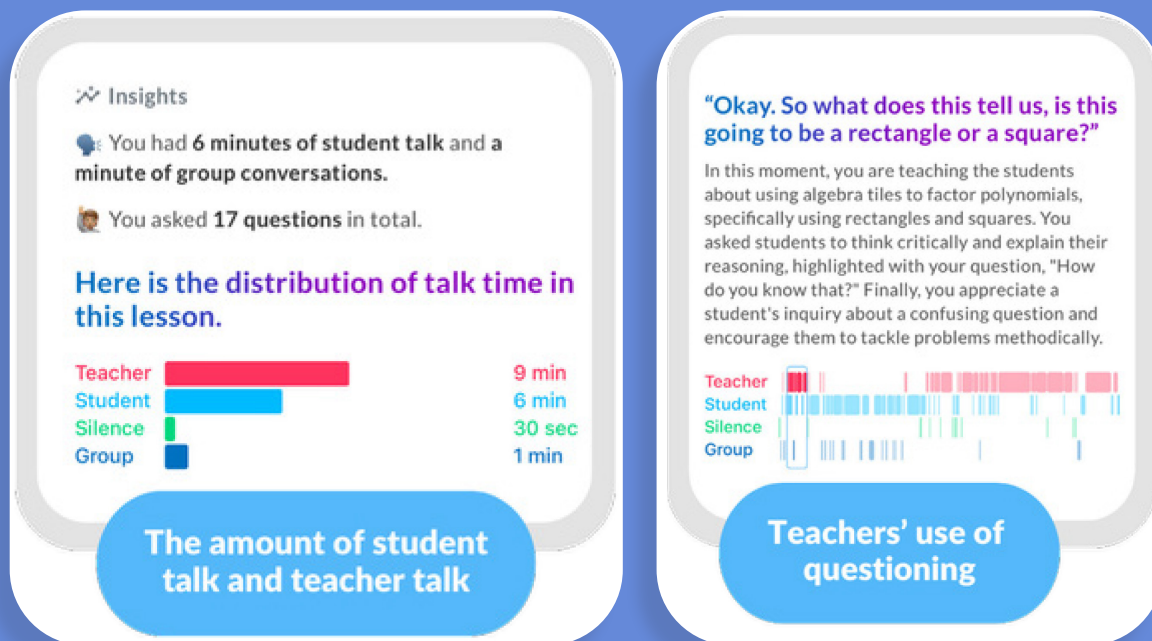 Insights
You had 6 minutes of student talk and a
minute of group conversations.
You asked 17 questions in total.
Here is the distribution of talk time in
this lesson.
Teacher 9 min
Student 6 min
Silence 30 sec
Group 1 min
The amount of student
talk and teacher talk
“Okay. So what does this tell us, is this
going to be a rectangle or a square?”
In this moment, you are teaching the students
about using algebra tiles to factor polynomials,
specifically using rectangles and squares. You
asked students to think critically and explain their
reasoning, highlighted with your question, "How
do you know that?" Finally, you appreciate a
student's inquiry about a confusing question and
encourage them to tackle problems methodically.
Teacher
Student
Silence
Group
Teachers’ use of
questioning